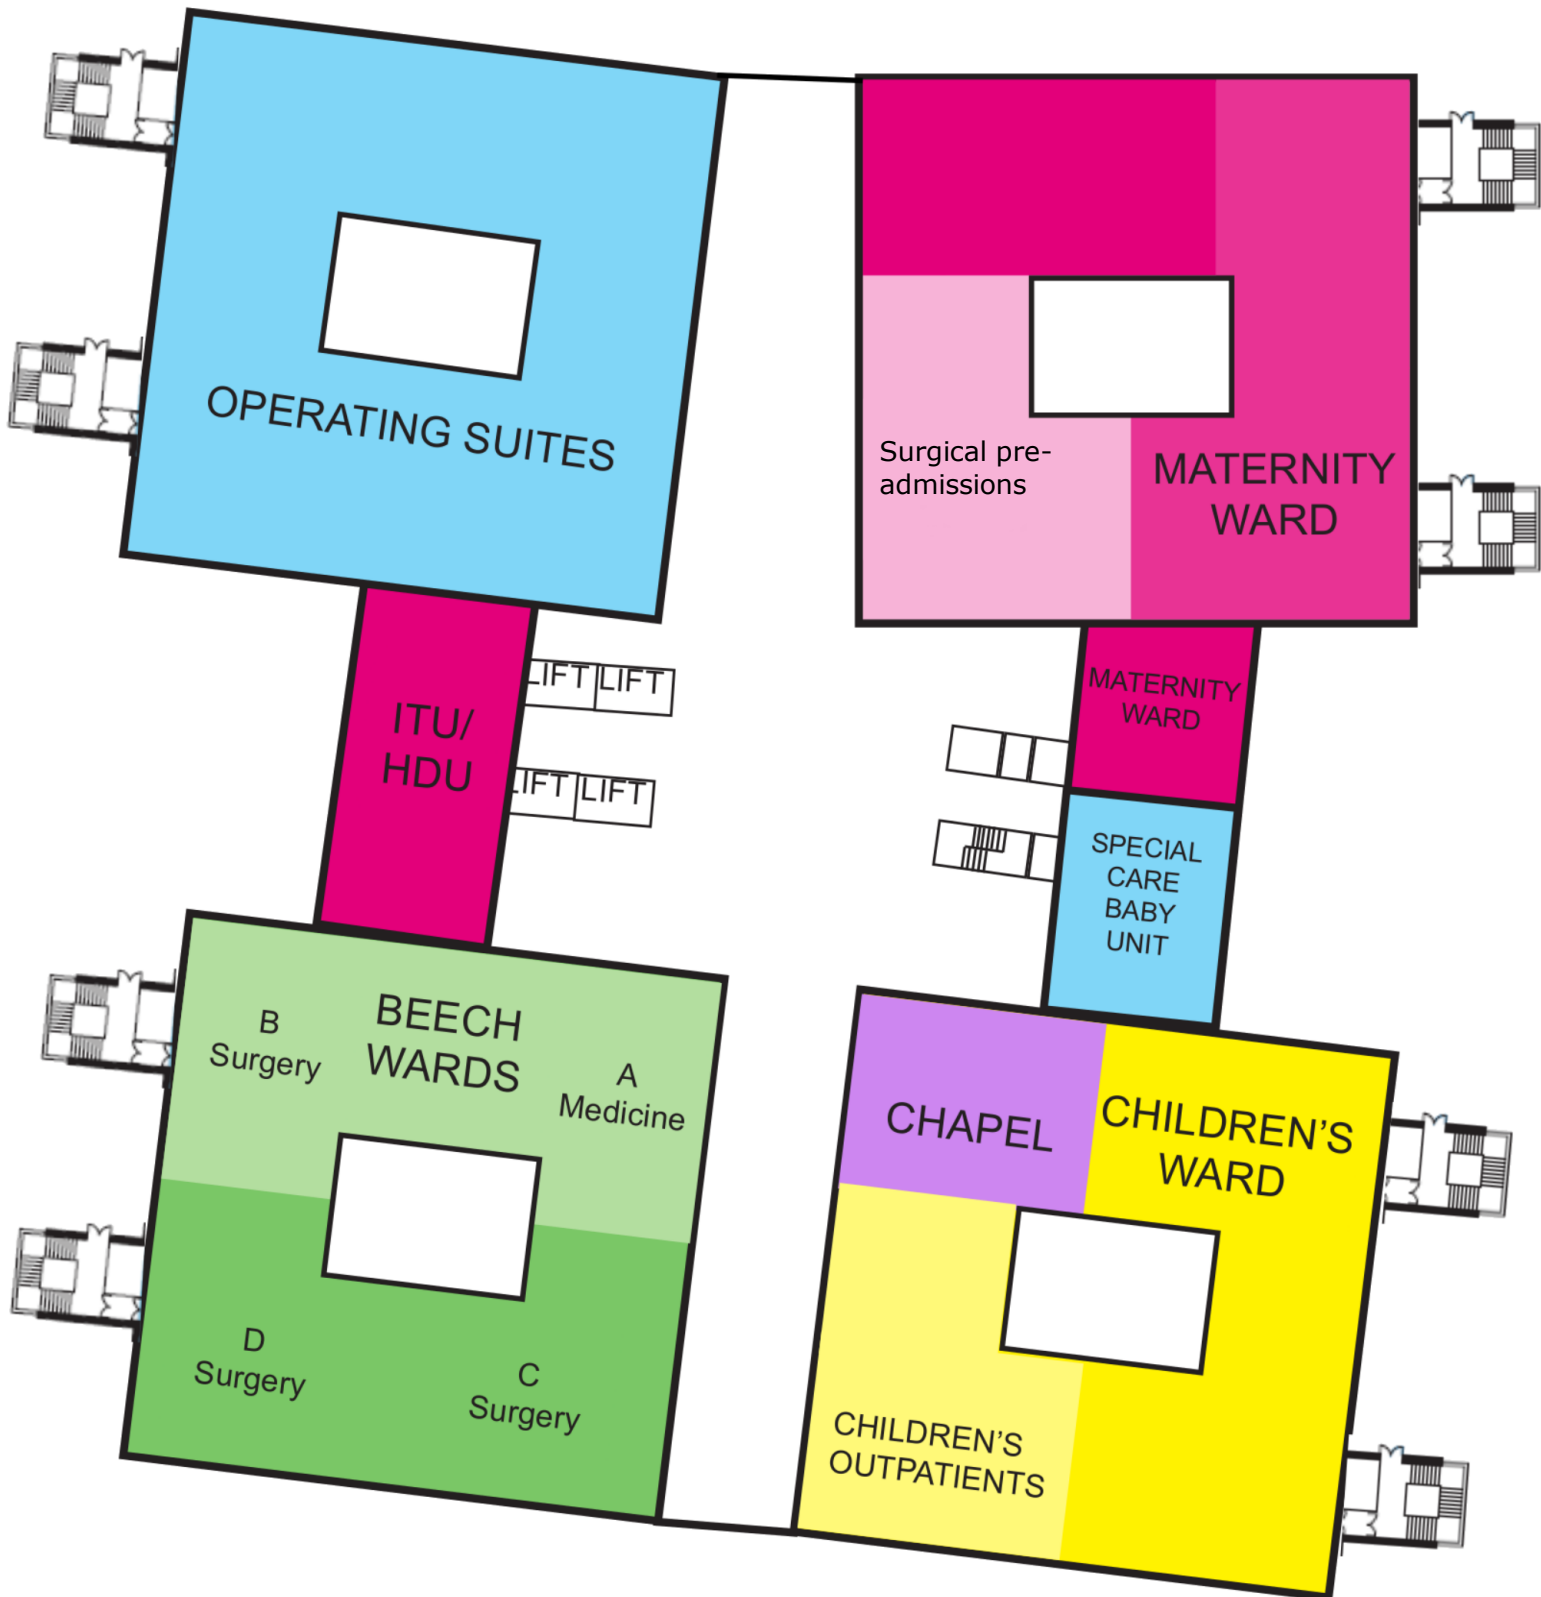 OPERATING SUITES
Surgical pre-
admissions
MATERNITY
WARD
ITU/
HDU
LIFT LIFT
LIFT LIFT
MATERNITY
WARD
SPECIAL
CARE
BABY
UNIT
BEECH
WARDS
B
Surgery
A
Medicine
D
Surgery
C
Surgery
CHAPEL
CHILDREN’S
WARD
CHILDREN’S
OUTPATIENTS